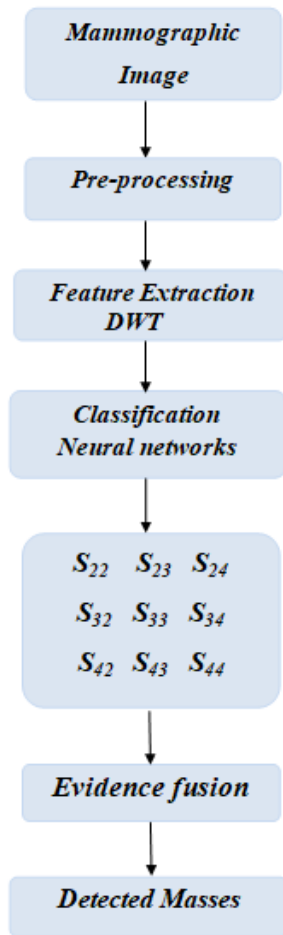 Mammographic
Image
Pre-processing
Feature Extraction
DWT
Classification
Neural networks
S₂₂ S₂₃ S₂₄
S₃₂ S₃₃ S₃₄
S₄₂ S₄₃ S₄₄
Evidence fusion
Detected Masses